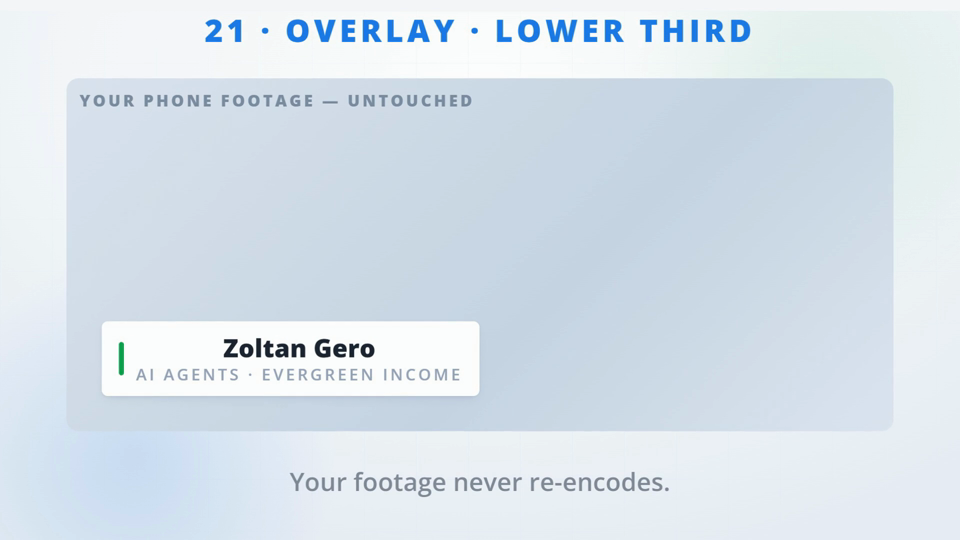 21 · OVERLAY · LOWER THIRD
YOUR PHONE FOOTAGE — UNTOUCHED
Zoltan Gero
AI AGENTS · EVERGREEN INCOME
Your footage never re-encodes.